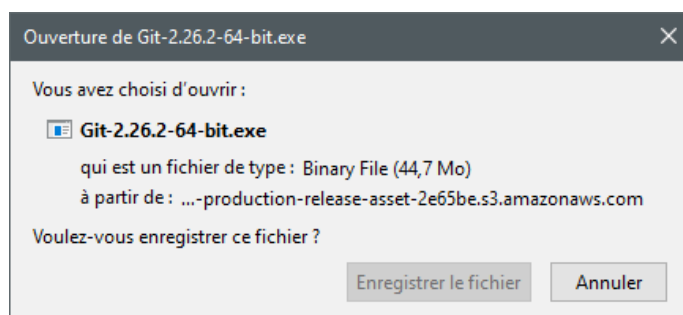 Ouverture de Git-2.26.2-64-bit.exe
Vous avez choisi d'ouvrir :
Git-2.26.2-64-bit.exe
qui est un fichier de type : Binary File (44,7 Mo)
à partir de : ...-production-release-asset-2e65be.s3.amazonaws.com
Voulez-vous enregistrer ce fichier ?
Enregistrer le fichier Annuler